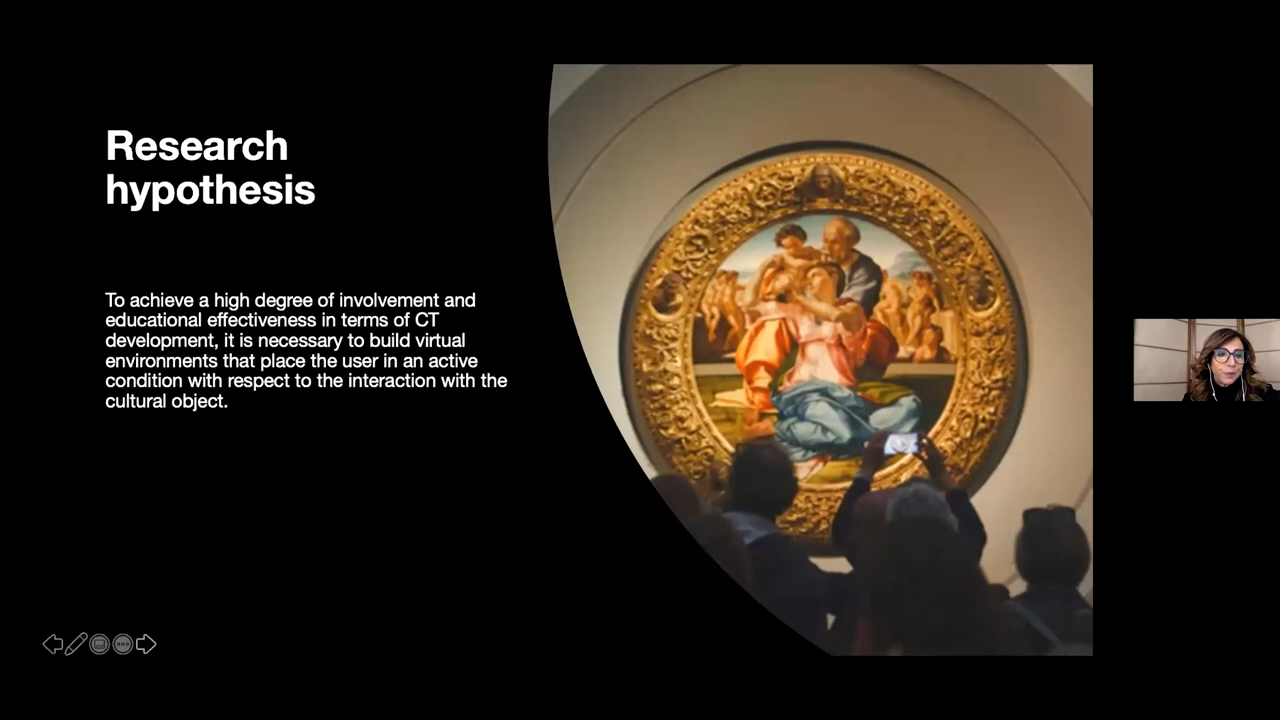 Research
hypothesis
To achieve a high degree of involvement and
educational effectiveness in terms of CT
development, it is necessary to build virtual
environments that place the user in an active
condition with respect to the interaction with the
cultural object.